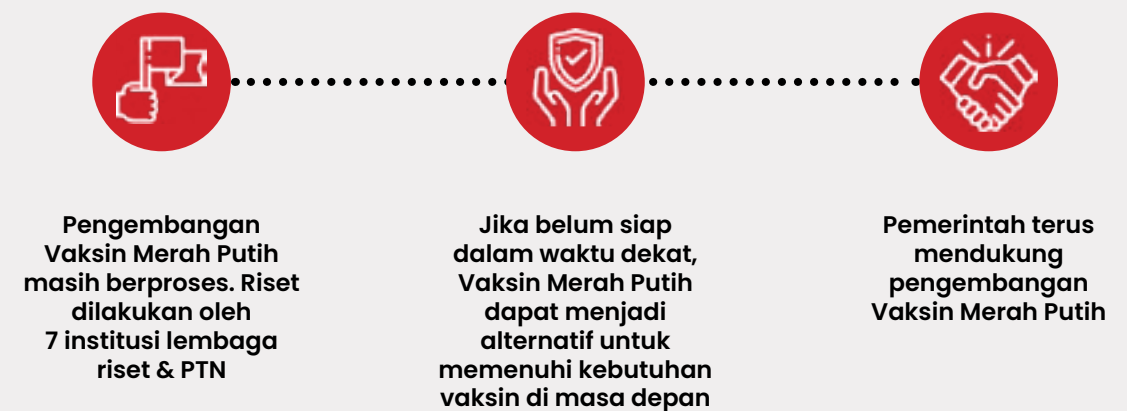 Pengembangan
Vaksin Merah Putih
masih berproses. Riset
dilakukan oleh
7 institusi lembaga
riset & PTN
Jika belum siap
dalam waktu dekat,
Vaksin Merah Putih
dapat menjadi
alternatif untuk
memenuhi kebutuhan
vaksin di masa depan
Pemerintah terus
mendukung
pengembangan
Vaksin Merah Putih